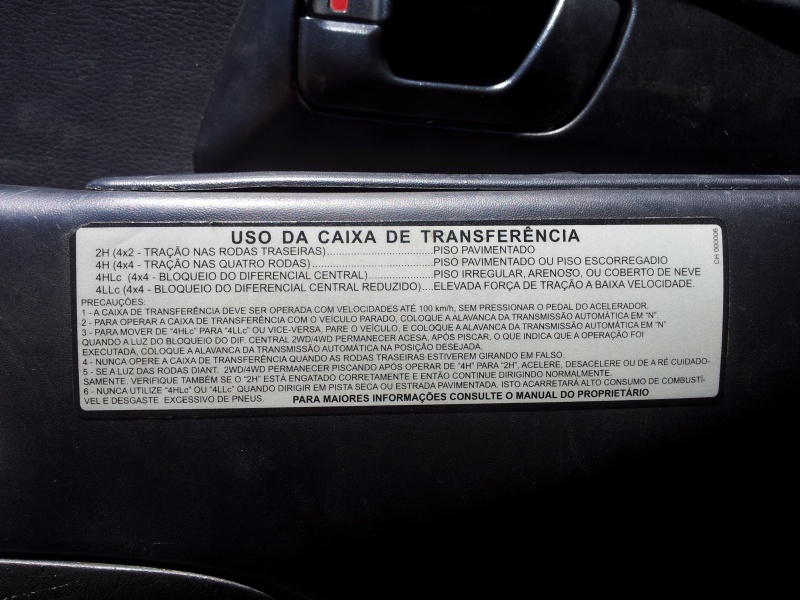 USO DA CAIXA DE TRANSFERÊNCIA
2H (4x2 - TRAÇÃO NAS RODAS TRASEIRAS)........................PISO PAVIMENTADO
4H (4x4 - TRAÇÃO NAS QUATRO RODAS)............................PISO PAVIMENTADO OU PISO ESCORREGADIO
4HLc (4x4 - BLOQUEIO DO DIFERENCIAL CENTRAL)..............PISO IRREGULAR, ARENOSO, OU COBERTO DE NEVE
4LLc (4x4 - BLOQUEIO DO DIFERENCIAL CENTRAL REDUZIDO)....ELEVADA FORÇA DE TRAÇÃO A BAIXA VELOCIDADE.
PRECAUÇÕES:
1 - A CAIXA DE TRANSFERÊNCIA DEVE SER OPERADA COM VELOCIDADES ATÉ 100 km/h, SEM PRESSIONAR O PEDAL DO ACELERADOR.
2 - PARA OPERAR A CAIXA DE TRANSFERÊNCIA COM O VEÍCULO PARADO, COLOQUE A ALAVANCA DA TRANSMISSÃO AUTOMÁTICA EM "N".
3 - PARA MOVER DE "4HLc" PARA "4LLc" OU VICE-VERSA, PARE O VEÍCULO, E COLOQUE A ALAVANCA DA TRANSMISSÃO AUTOMÁTICA EM "N"
QUANDO A LUZ DO BLOQUEIO DO DIF. CENTRAL 2WD/4WD PERMANECER ACESA, APÓS PISCAR, O QUE INDICA QUE A OPERAÇÃO FOI
EXECUTADA, COLOQUE A ALAVANCA DA TRANSMISSÃO AUTOMÁTICA NA POSIÇÃO DESEJADA.
4 - NUNCA OPERE A CAIXA DE TRANSFERÊNCIA QUANDO AS RODAS TRASEIRAS ESTIVEREM GIRANDO EM FALSO.
5 - SE A LUZ DAS RODAS DIANT. 2WD/4WD PERMANECER PISCANDO APÓS OPERAR DE "4H" PARA "2H", ACELERE, DESACELERE OU DE A RÉ CUIDADO-
SAMENTE. VERIFIQUE TAMBÉM SE O "2H" ESTÁ ENGATADO CORRETAMENTE E ENTÃO CONTINUE DIRIGINDO NORMALMENTE.
6 - NUNCA UTILIZE "4HLc" OU "4LLc" QUANDO DIRIGIR EM PISTA SECA OU ESTRADA PAVIMENTADA. ISTO ACARRETARÁ ALTO CONSUMO DE COMBUSTÍ-
VEL E DESGASTE EXCESSIVO DE PNEUS. PARA MAIORES INFORMAÇÕES CONSULTE O MANUAL DO PROPRIETÁRIO
CH 000006